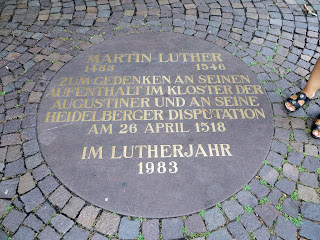 MARTIN LUTHER
1483 1546
ZUM GEDENKEN AN SEINEN
AUFENTHALT IM KLOSTER DER
AUGUSTINER UND AN SEINE
HEIDELBERGER DISPUTATION
AM 26 APRIL 1518
IM LUTHERJAHR
1983